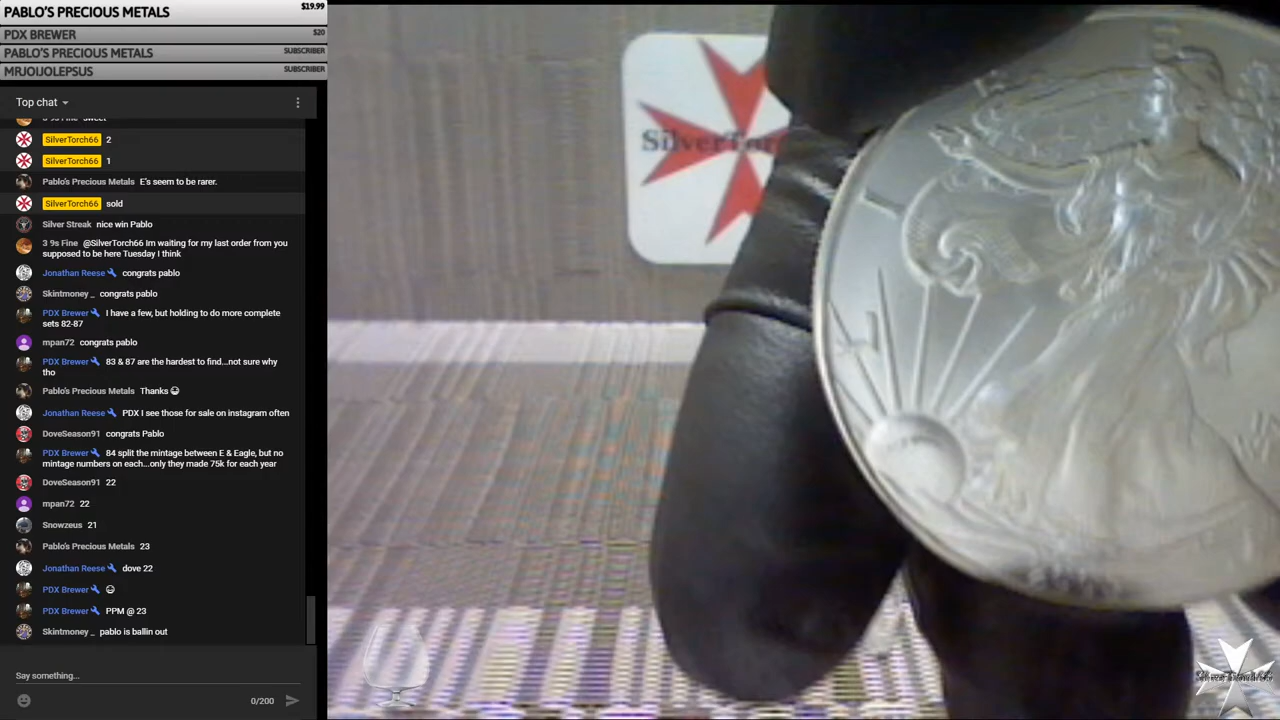 PABLO'S PRECIOUS METALS $19.99
PDX BREWER $20
PABLO'S PRECIOUS METALS SUBSCRIBER
MRJOIJOLEPSUS SUBSCRIBER
Top chat
SilverTorch66 2
SilverTorch66 1
Pablo's Precious Metals E's seem to be rarer.
SilverTorch66 sold
Silver Streak nice win Pablo
3 9s Fine @SilverTorch66 Im waiting for my last order from you
supposed to be here Tuesday I think
Jonathan Reese congrats pablo
Skintmoney _ congrats pablo
PDX Brewer I have a few, but holding to do more complete
sets 82-87
mpan72 congrats pablo
PDX Brewer 83 & 87 are the hardest to find...not sure why
tho
Pablo's Precious Metals Thanks
Jonathan Reese PDX I see those for sale on instagram often
DoveSeason91 congrats Pablo
PDX Brewer 84 split the mintage between E & Eagle, but no
mintage numbers on each...only they made 75k for each year
DoveSeason91 22
mpan72 22
Snowzeus 21
Pablo's Precious Metals 23
Jonathan Reese dove 22
PDX Brewer
PDX Brewer PPM @ 23
Skintmoney _ pablo is ballin out
Say something...
0/200
SilverTor
SilverTorch66